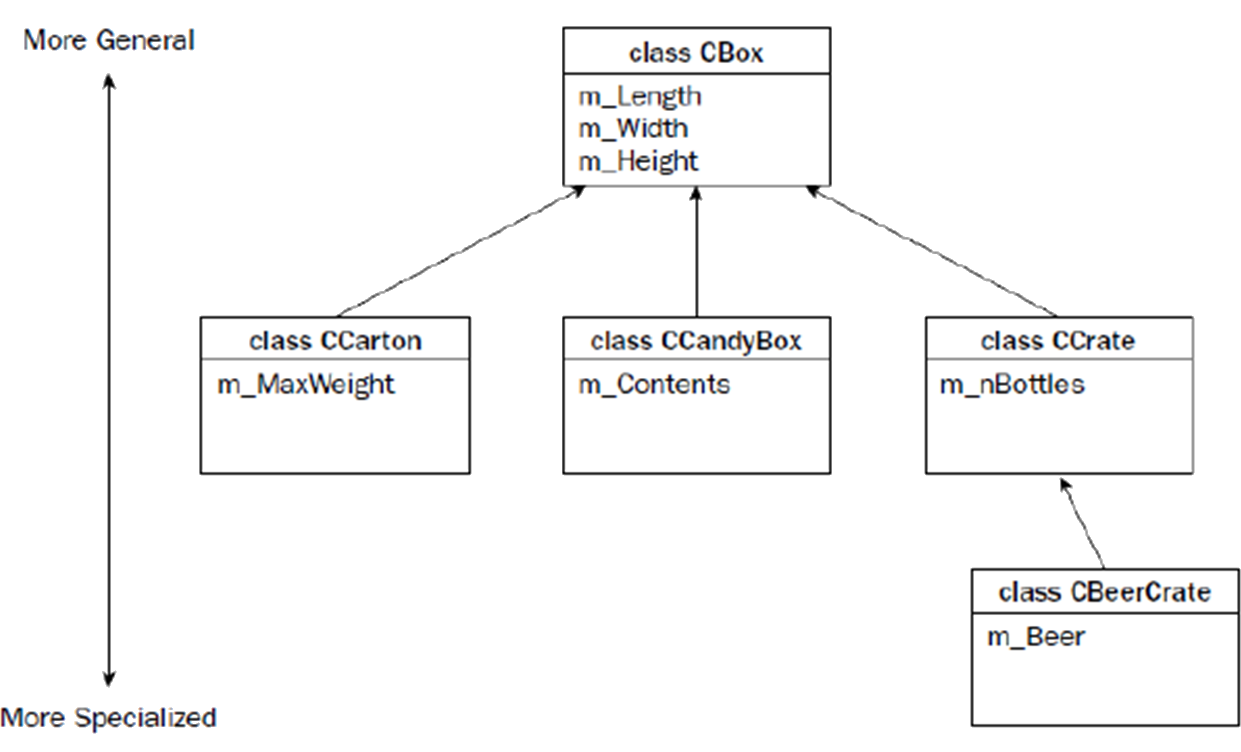 More General
class CBox
m_Length
m_Width
m_Height
class CCarton
m_MaxWeight
class CCandyBox
m_Contents
class CCrate
m_nBottles
class CBeerCrate
m_Beer
More Specialized